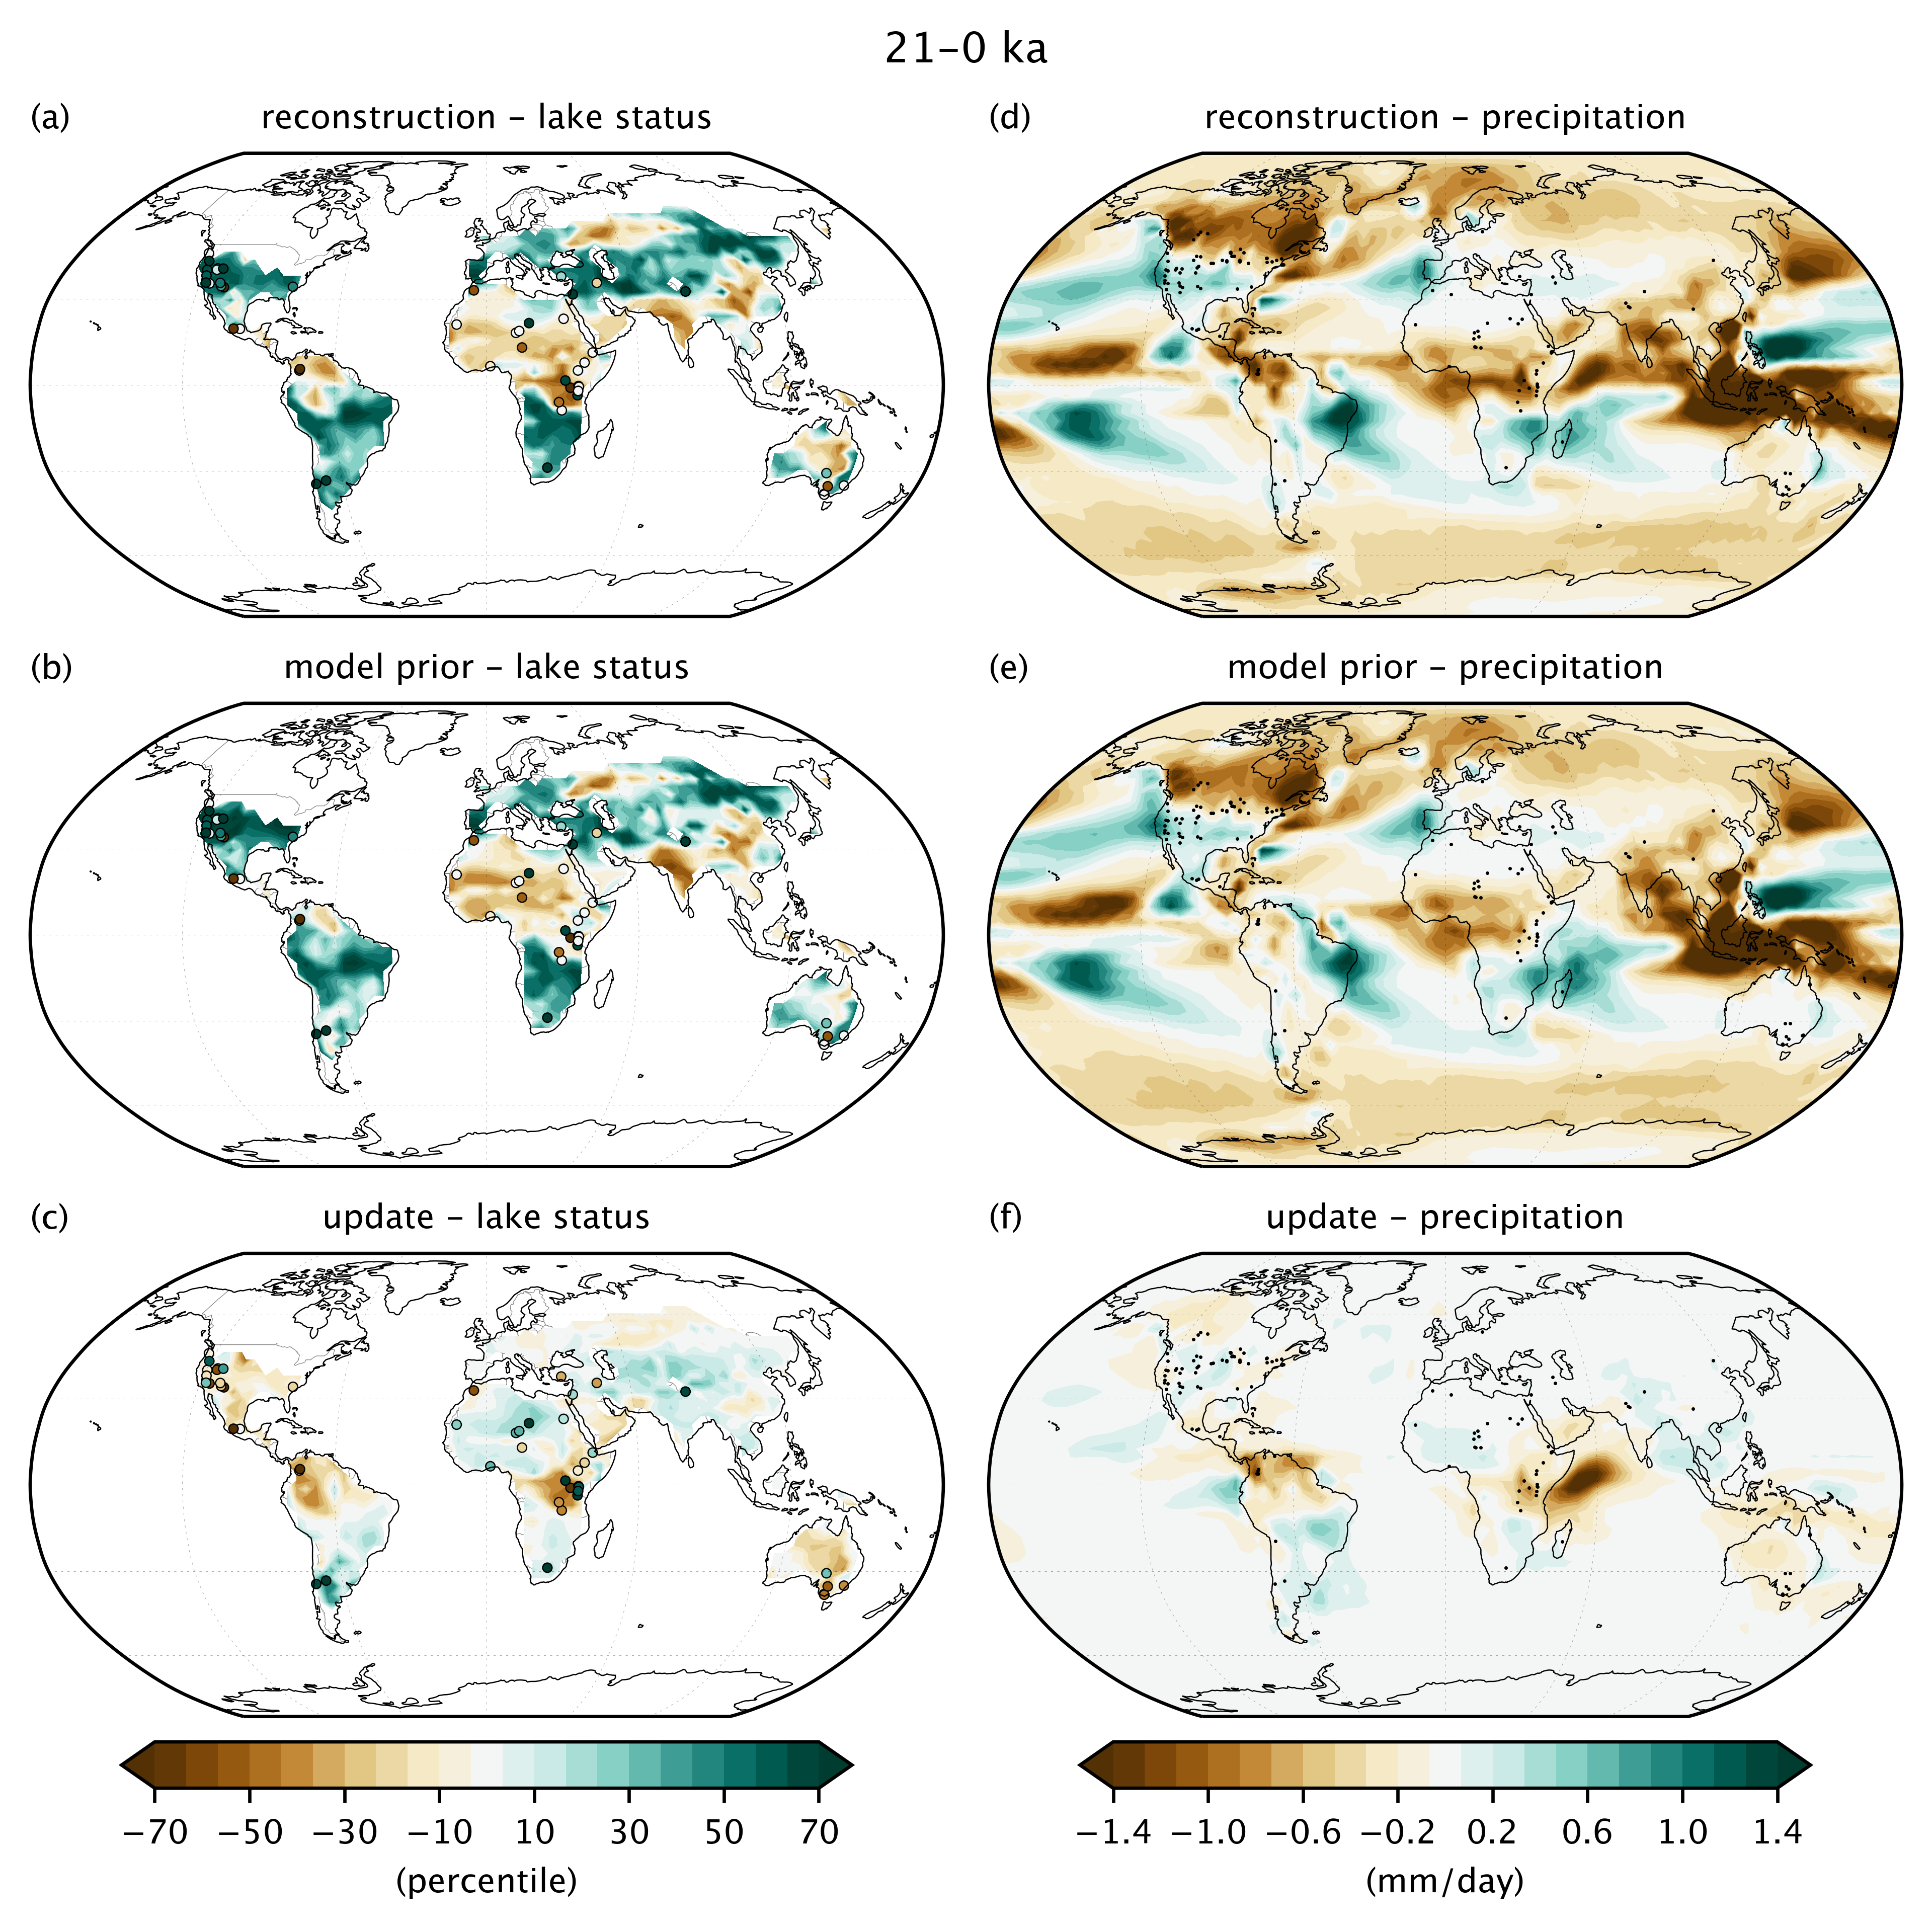 21–0 ka
(a) reconstruction – lake status
(d) reconstruction – precipitation
(b) model prior – lake status
(e) model prior – precipitation
(c) update – lake status
(f) update – precipitation
−70 −50 −30 −10 10 30 50 70
(percentile)
−1.4 −1.0 −0.6 −0.2 0.2 0.6 1.0 1.4
(mm/day)